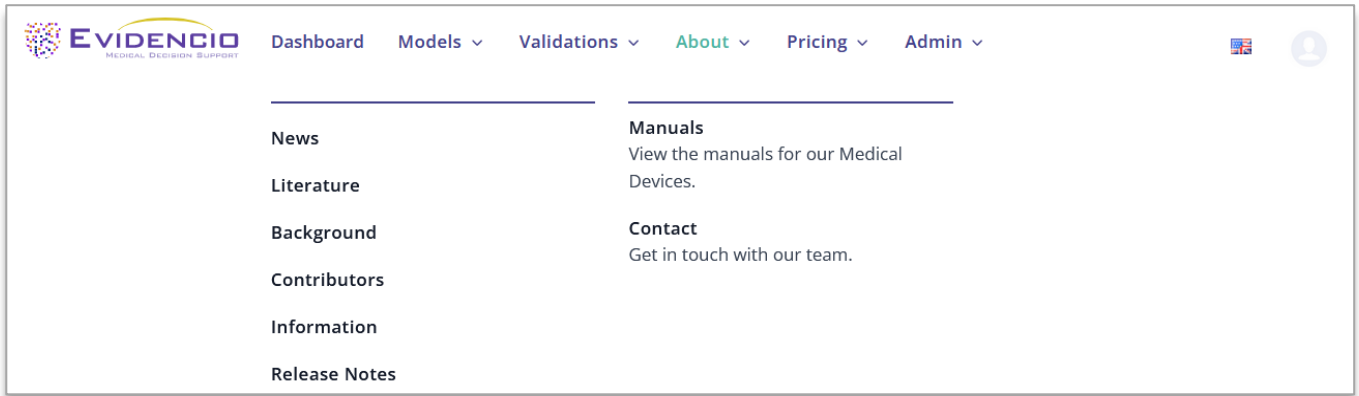 EVIDENCIO
MEDICAL DECISION SUPPORT
Dashboard Models Validations About Pricing Admin
News
Literature
Background
Contributors
Information
Release Notes
Manuals
View the manuals for our Medical
Devices.
Contact
Get in touch with our team.